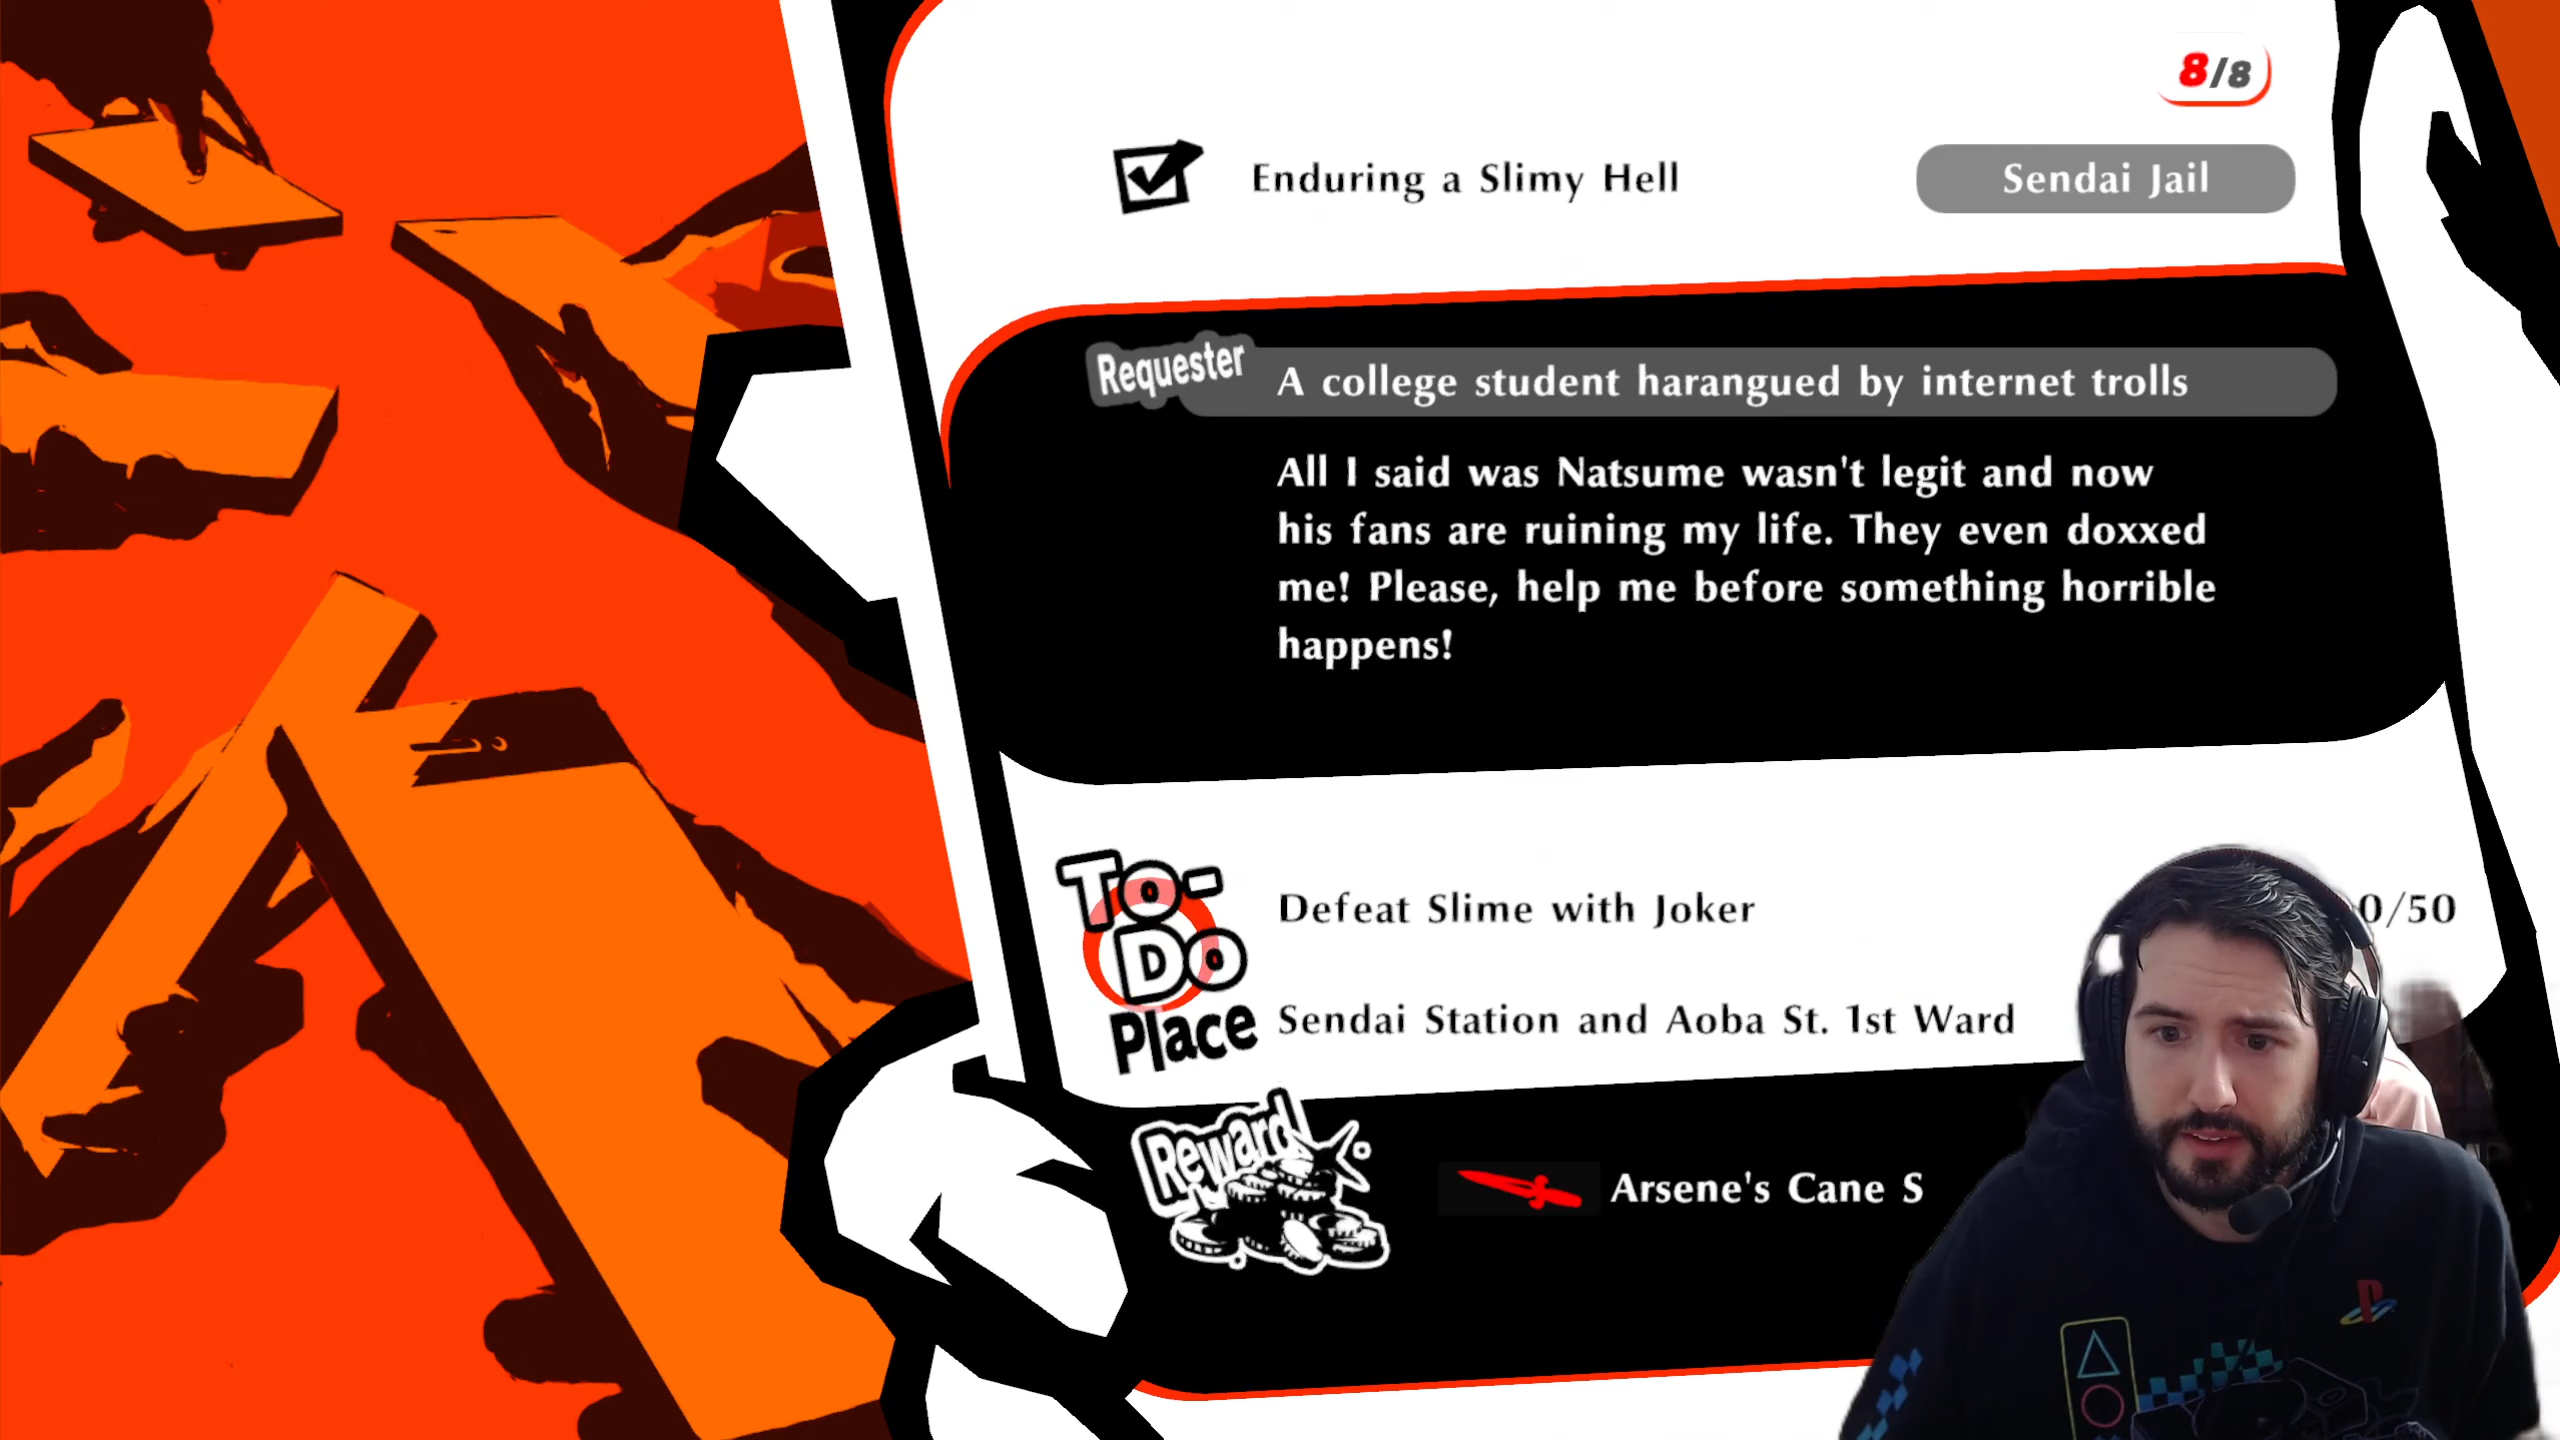 8/8
Enduring a Slimy Hell
Sendai Jail
Requester
A college student harangued by internet trolls
All I said was Natsume wasn't legit and now
his fans are ruining my life. They even doxxed
me! Please, help me before something horrible
happens!
To-
Do
Defeat Slime with Joker
0/50
Place
Sendai Station and Aoba St. 1st Ward
Reward
Arsene's Cane S